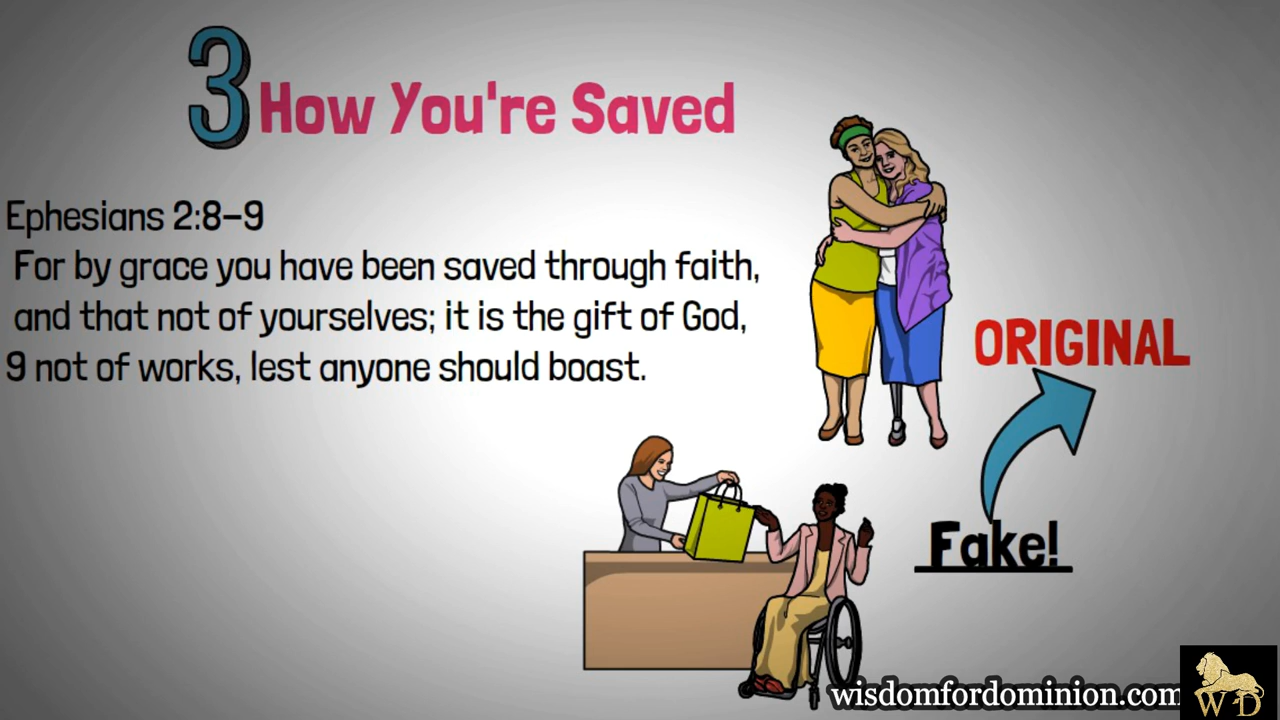 3 How You're Saved
Ephesians 2:8–9
For by grace you have been saved through faith,
and that not of yourselves; it is the gift of God,
9 not of works, lest anyone should boast.
ORIGINAL
Fake!
wisdomfordominion.com
W D